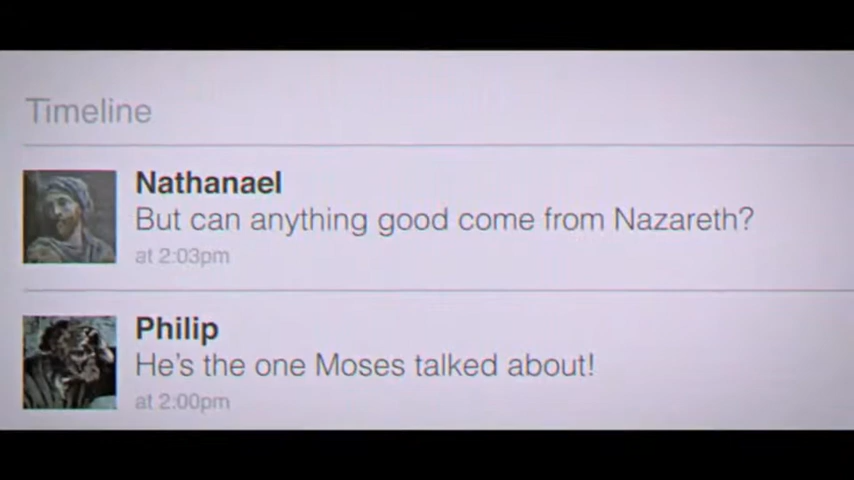 Timeline
Nathanael
But can anything good come from Nazareth?
at 2:03pm
Philip
He's the one Moses talked about!
at 2:00pm